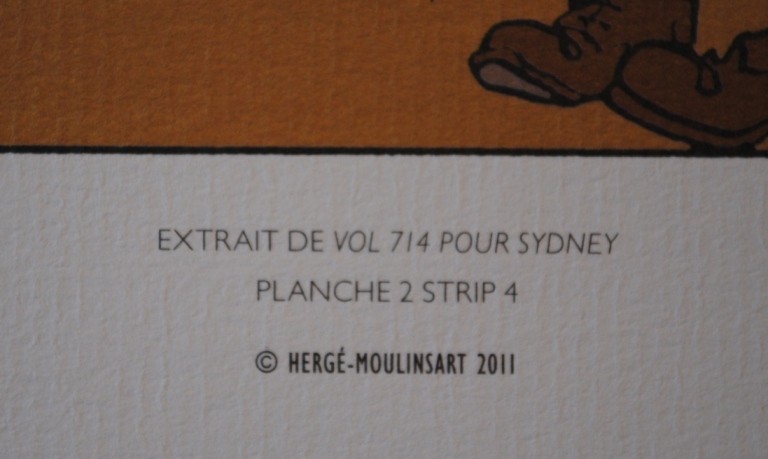 EXTRAIT DE VOL 714 POUR SYDNEY
PLANCHE 2 STRIP 4
© HERGÉ-MOULINSART 2011